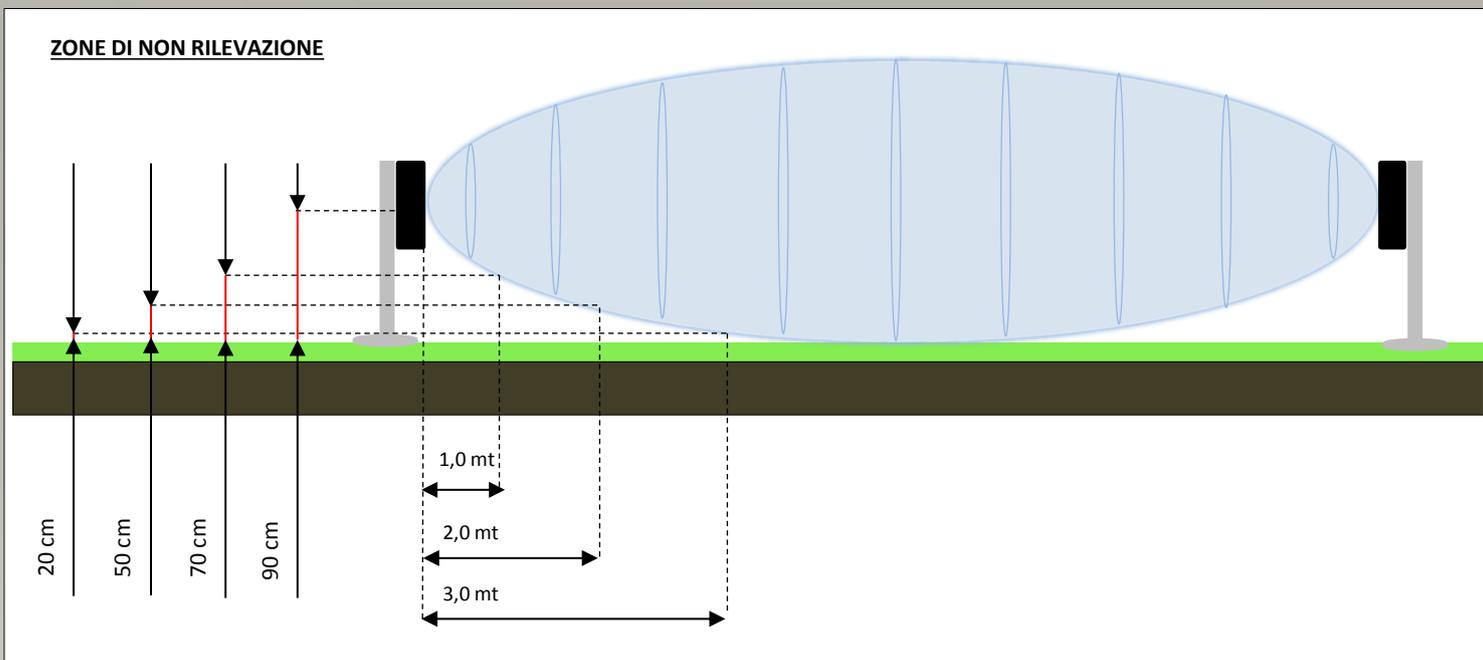 ZONE DI NON RILEVAZIONE
1,0 mt
2,0 mt
3,0 mt
20 cm
50 cm
70 cm
90 cm